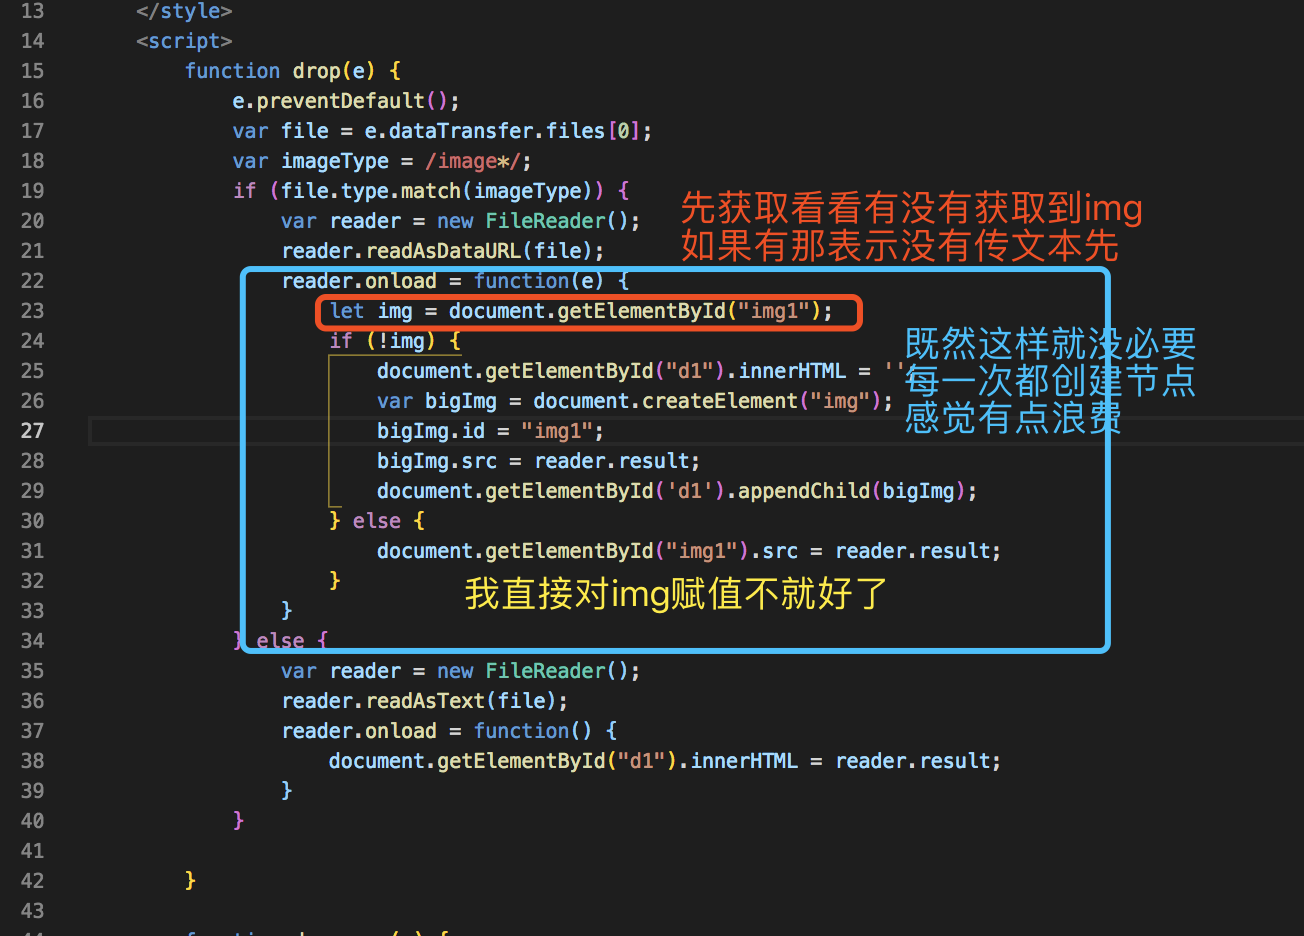 13 </style>
14 <script>
15 function drop(e) {
16 e.preventDefault();
17 var file = e.dataTransfer.files[0];
18 var imageType = /image*/;
19 if (file.type.match(imageType)) {
先获取看看有没有获取到img
20 var reader = new FileReader();
如果有那表示没有传文本先
21 reader.readAsDataURL(file);
22 reader.onload = function(e) {
23 let img = document.getElementById("img1");
24 if (!img) {
既然这样就没必要
25 document.getElementById("d1").innerHTML = ''
每一次都创建节点
26 var bigImg = document.createElement("img");
感觉有点浪费
27 bigImg.id = "img1";
28 bigImg.src = reader.result;
29 document.getElementById('d1').appendChild(bigImg);
30 } else {
31 document.getElementById("img1").src = reader.result;
32 }
我直接对img赋值不就好了
33 }
34 } else {
35 var reader = new FileReader();
36 reader.readAsText(file);
37 reader.onload = function() {
38 document.getElementById("d1").innerHTML = reader.result;
39 }
40 }
41
42 }
43